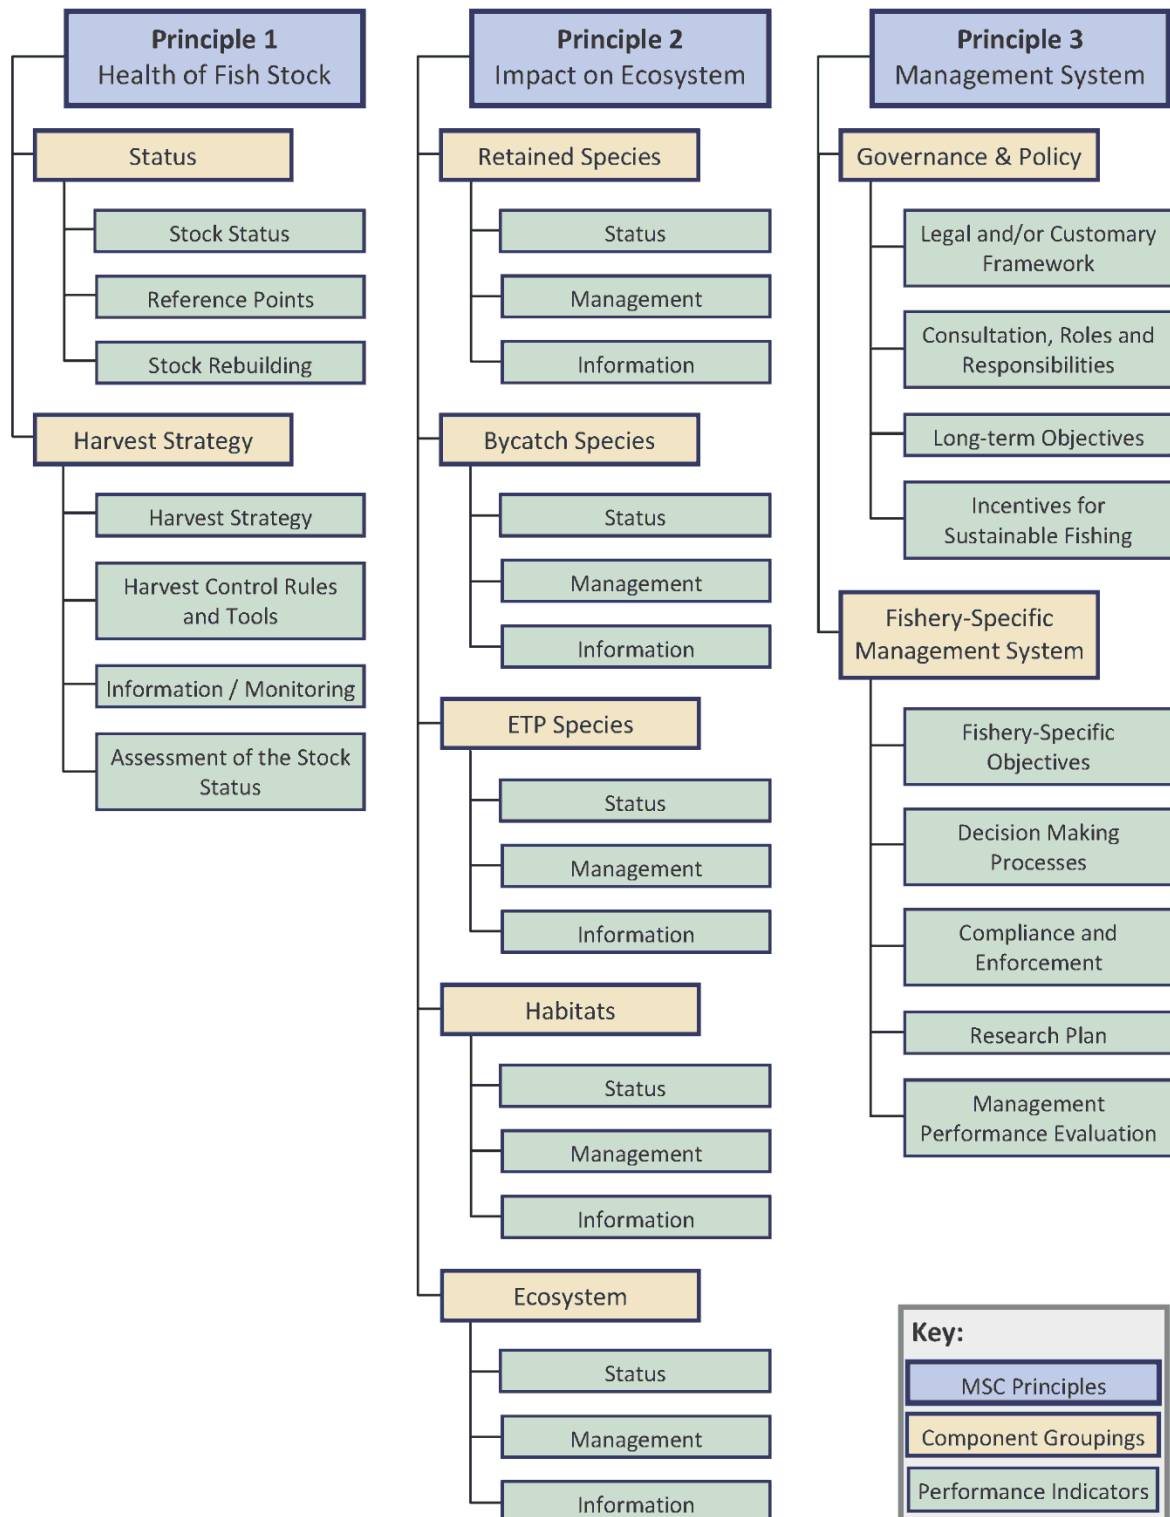 Principle 1
Health of Fish Stock
Status
Stock Status
Reference Points
Stock Rebuilding
Harvest Strategy
Harvest Strategy
Harvest Control Rules
and Tools
Information / Monitoring
Assessment of the Stock
Status
Principle 2
Impact on Ecosystem
Retained Species
Status
Management
Information
Bycatch Species
Status
Management
Information
ETP Species
Status
Management
Information
Habitats
Status
Management
Information
Ecosystem
Status
Management
Information
Principle 3
Management System
Governance & Policy
Legal and/or Customary
Framework
Consultation, Roles and
Responsibilities
Long-term Objectives
Incentives for
Sustainable Fishing
Fishery-Specific
Management System
Fishery-Specific
Objectives
Decision Making
Processes
Compliance and
Enforcement
Research Plan
Management
Performance Evaluation
Key:
MSC Principles
Component Groupings
Performance Indicators